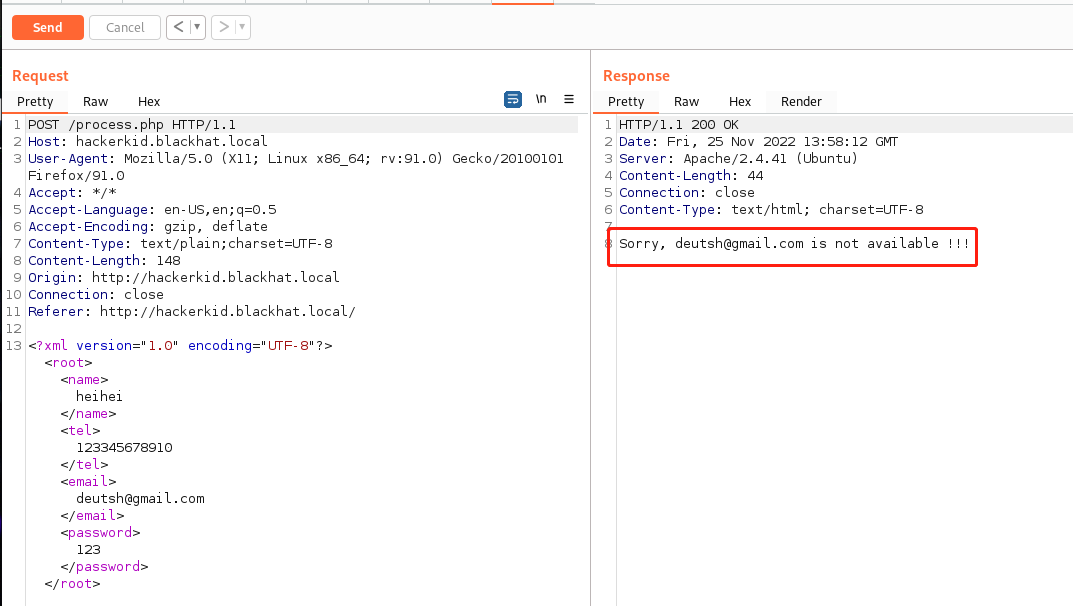 Send Cancel < ▼ > ▼
Request
Pretty Raw Hex \n
1 POST /process.php HTTP/1.1
2 Host: hackerkid.blackhat.local
3 User-Agent: Mozilla/5.0 (X11; Linux x86_64; rv:91.0) Gecko/20100101
Firefox/91.0
4 Accept: */*
5 Accept-Language: en-US,en;q=0.5
6 Accept-Encoding: gzip, deflate
7 Content-Type: text/plain;charset=UTF-8
8 Content-Length: 148
9 Origin: http://hackerkid.blackhat.local
10 Connection: close
11 Referer: http://hackerkid.blackhat.local/
12
13 <?xml version="1.0" encoding="UTF-8"?>
<root>
<name>
heihei
</name>
<tel>
123345678910
</tel>
<email>
deutsh@gmail.com
</email>
<password>
123
</password>
</root>
Response
Pretty Raw Hex Render
1 HTTP/1.1 200 OK
2 Date: Fri, 25 Nov 2022 13:58:12 GMT
3 Server: Apache/2.4.41 (Ubuntu)
4 Content-Length: 44
5 Connection: close
6 Content-Type: text/html; charset=UTF-8
7
8 Sorry, deutsh@gmail.com is not available !!!